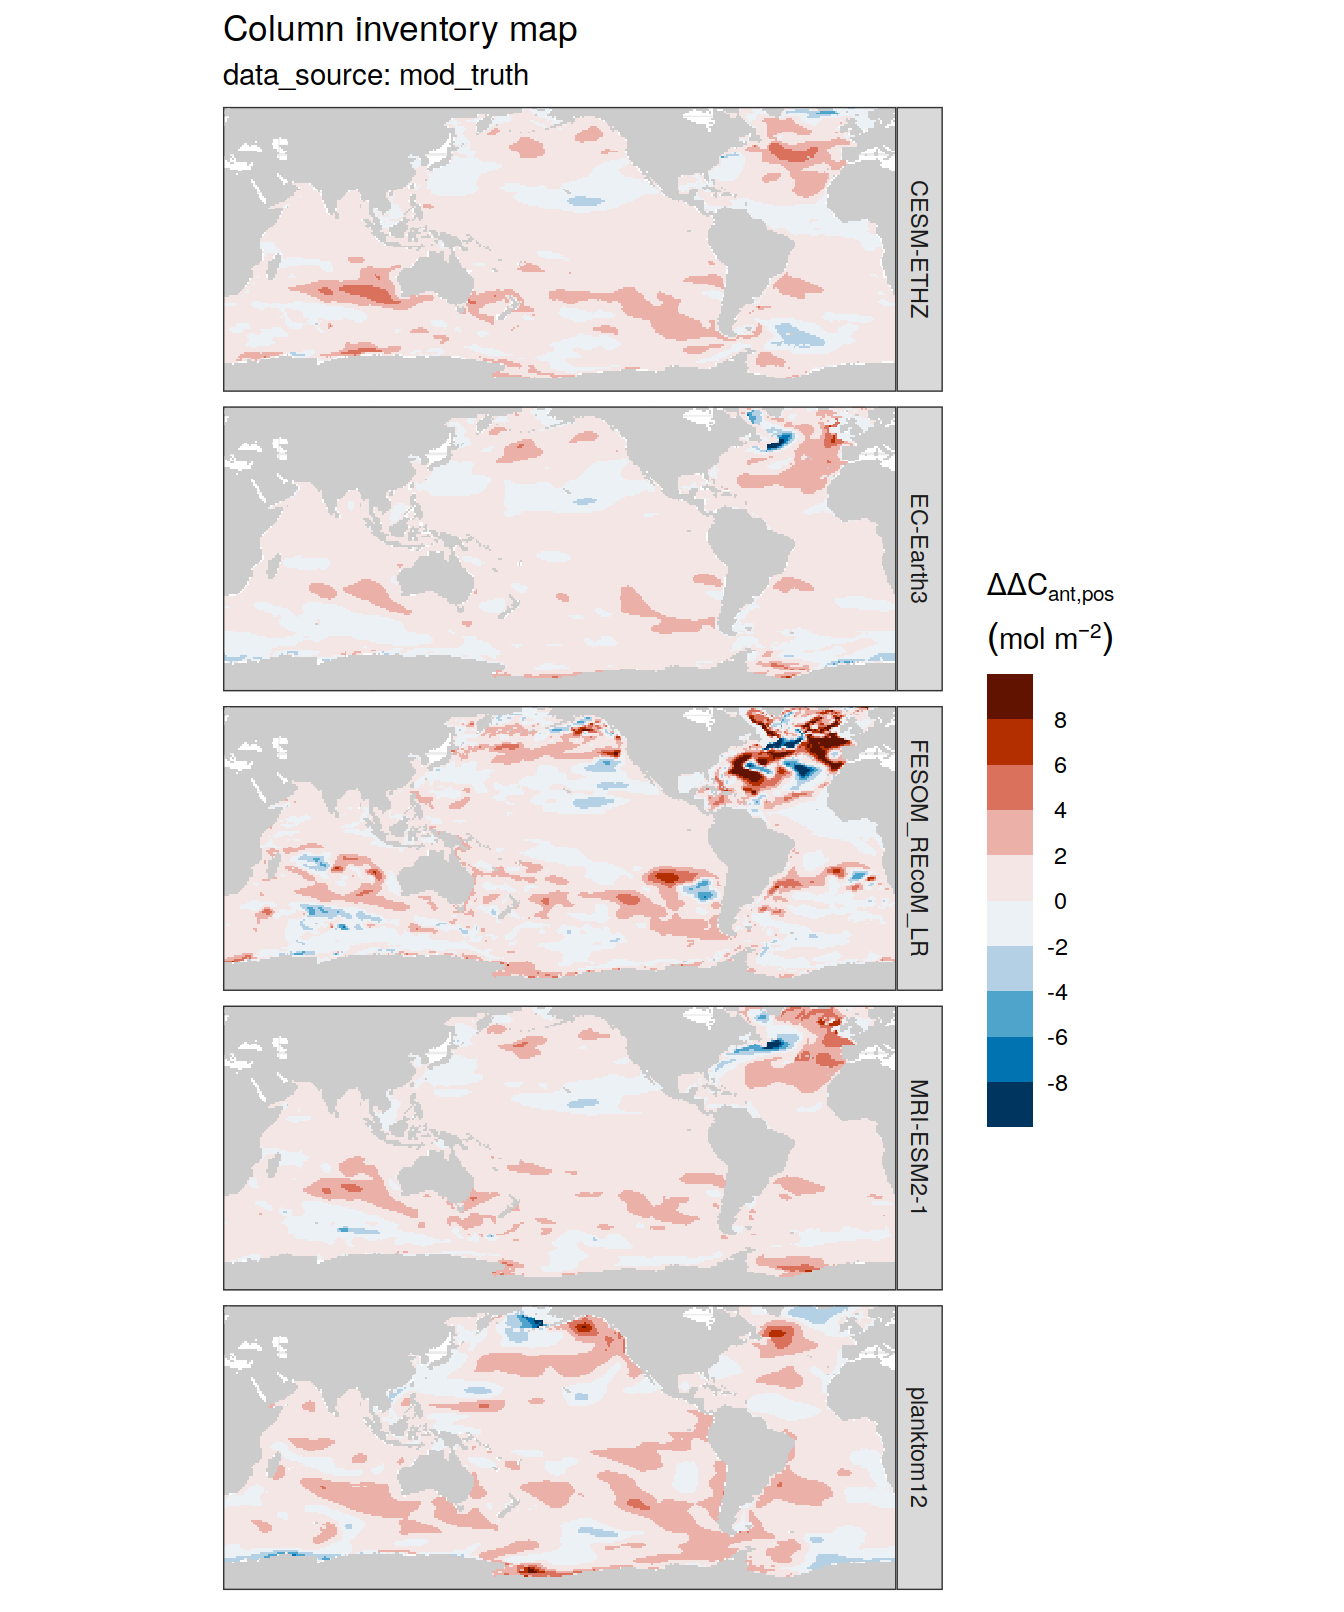 Column inventory map
data_source: mod_truth
CESM-ETHZ
EC-Earth3
FESOM_REcoM_LR
MRI-ESM2-1
planktom12
ΔΔCant,pos
(mol m−2)
8
6
4
2
0
-2
-4
-6
-8